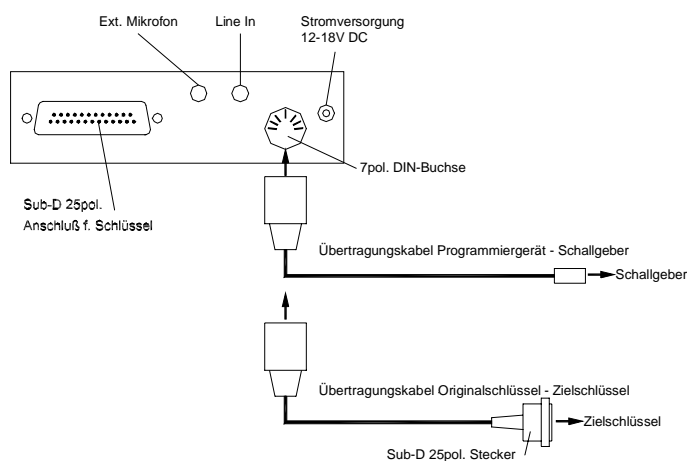 Ext. Mikrofon
Line In
Stromversorgung
12-18V DC
7pol. DIN-Buchse
Sub-D 25pol.
Anschluß f. Schlüssel
Übertragungskabel Programmiergerät - Schallgeber
Schallgeber
Übertragungskabel Originalschlüssel - Zielschlüssel
Zielschlüssel
Sub-D 25pol. Stecker